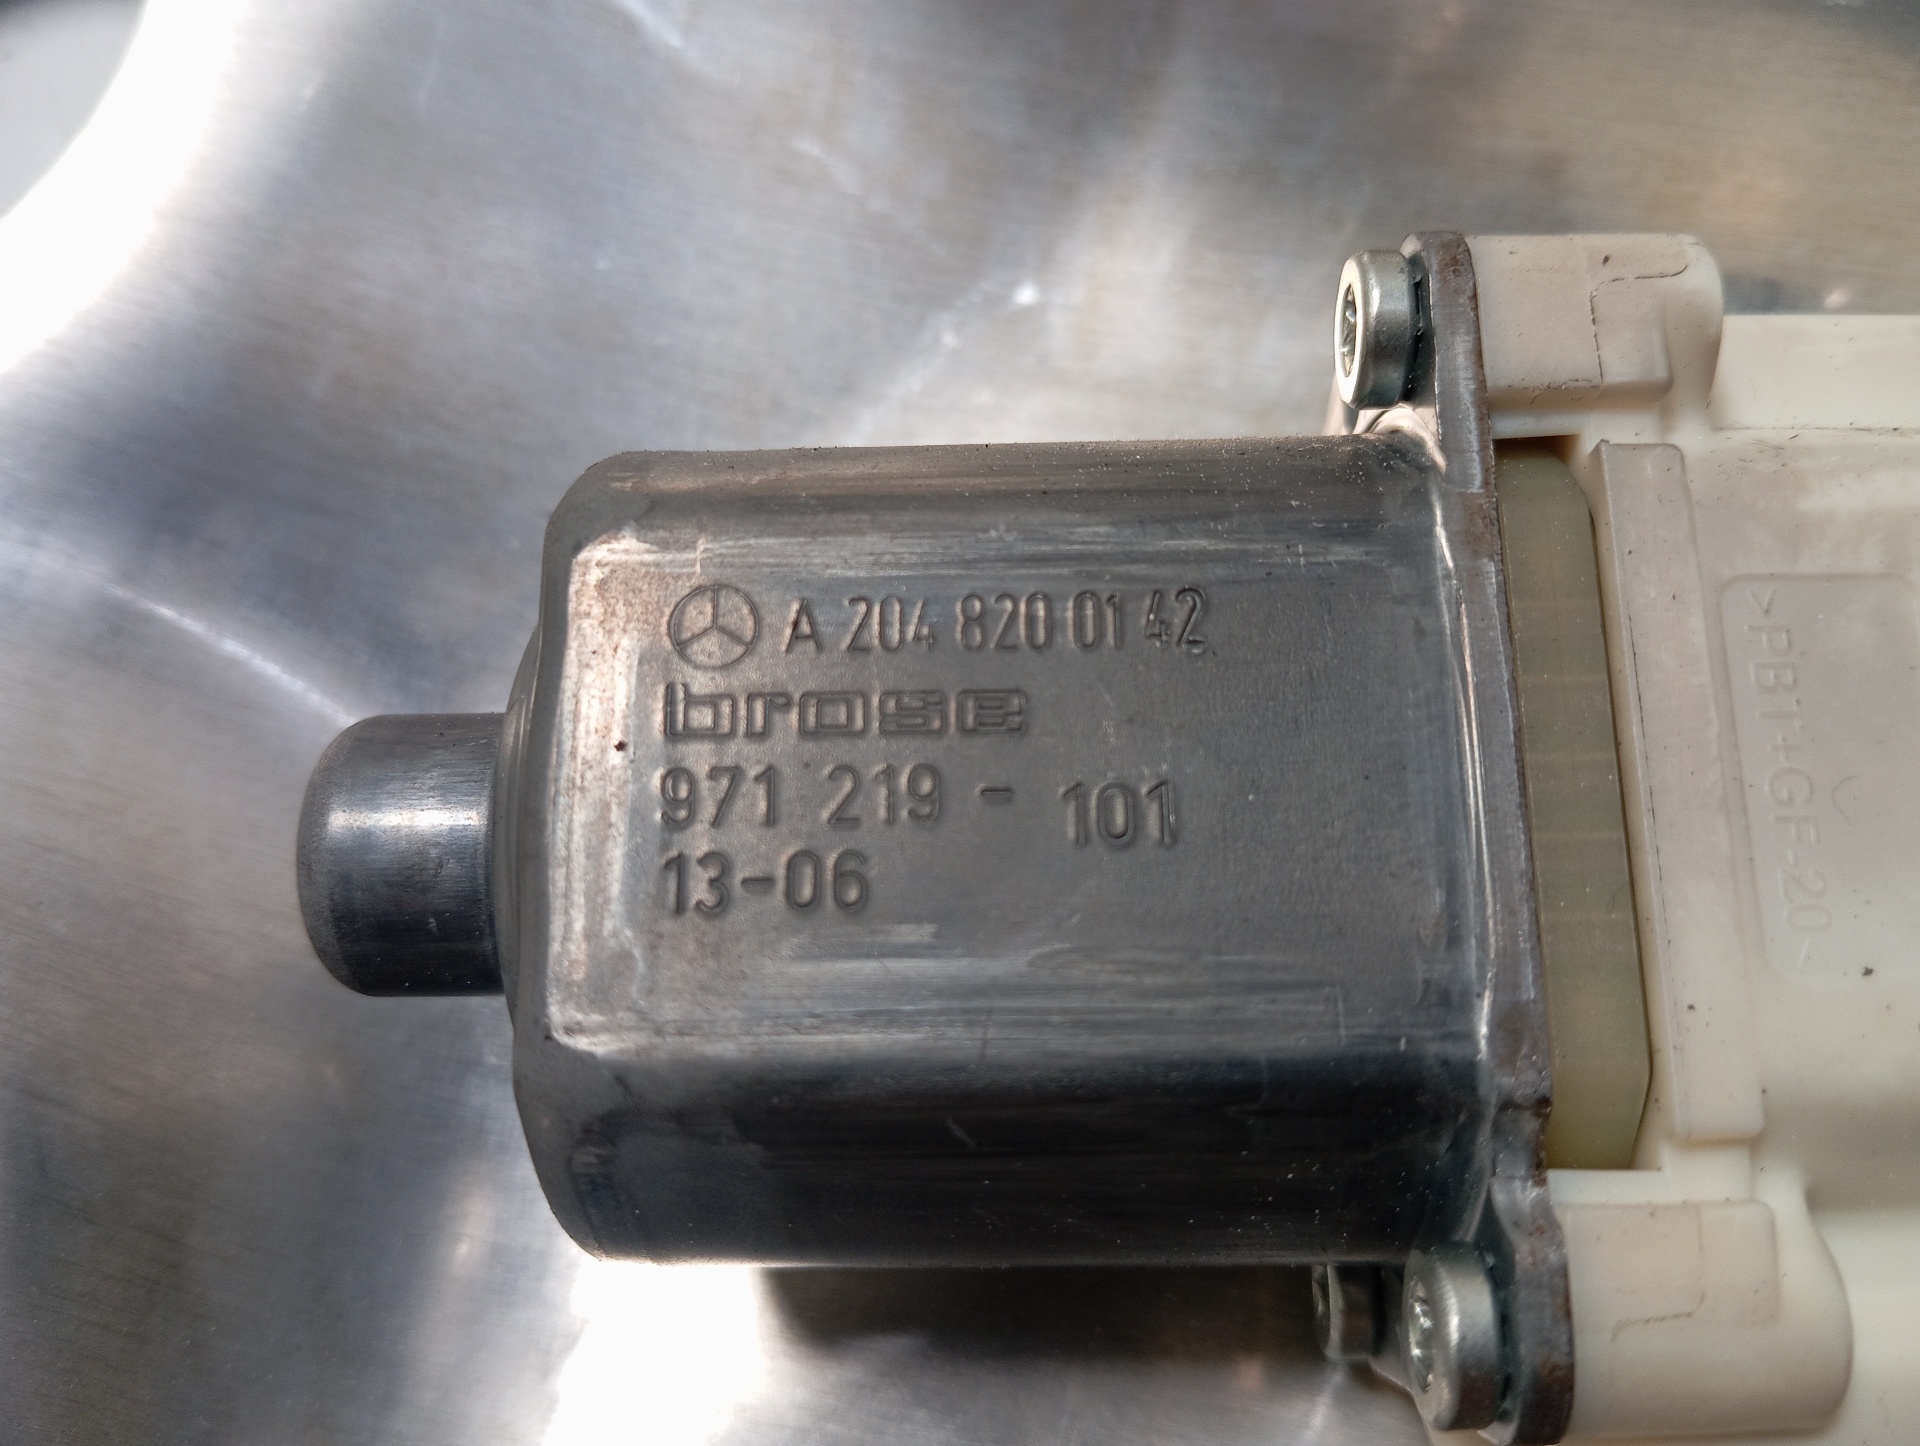 A 204 820 01 42
brose
971 219 - 101
13-06
>PBT+GF-20<